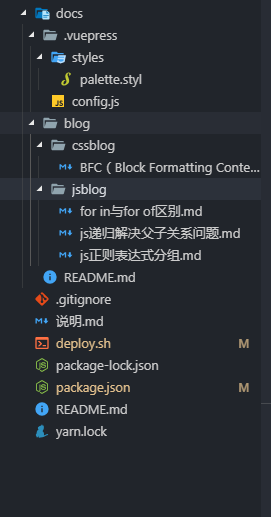 docs
.vuepress
styles
palette.styl
config.js
blog
cssblog
BFC ( Block Formatting Conte...
jsblog
for in与for of区别.md
js递归解决父子关系问题.md
js正则表达式分组.md
README.md
.gitignore
说明.md
deploy.sh M
package-lock.json
package.json M
README.md
yarn.lock